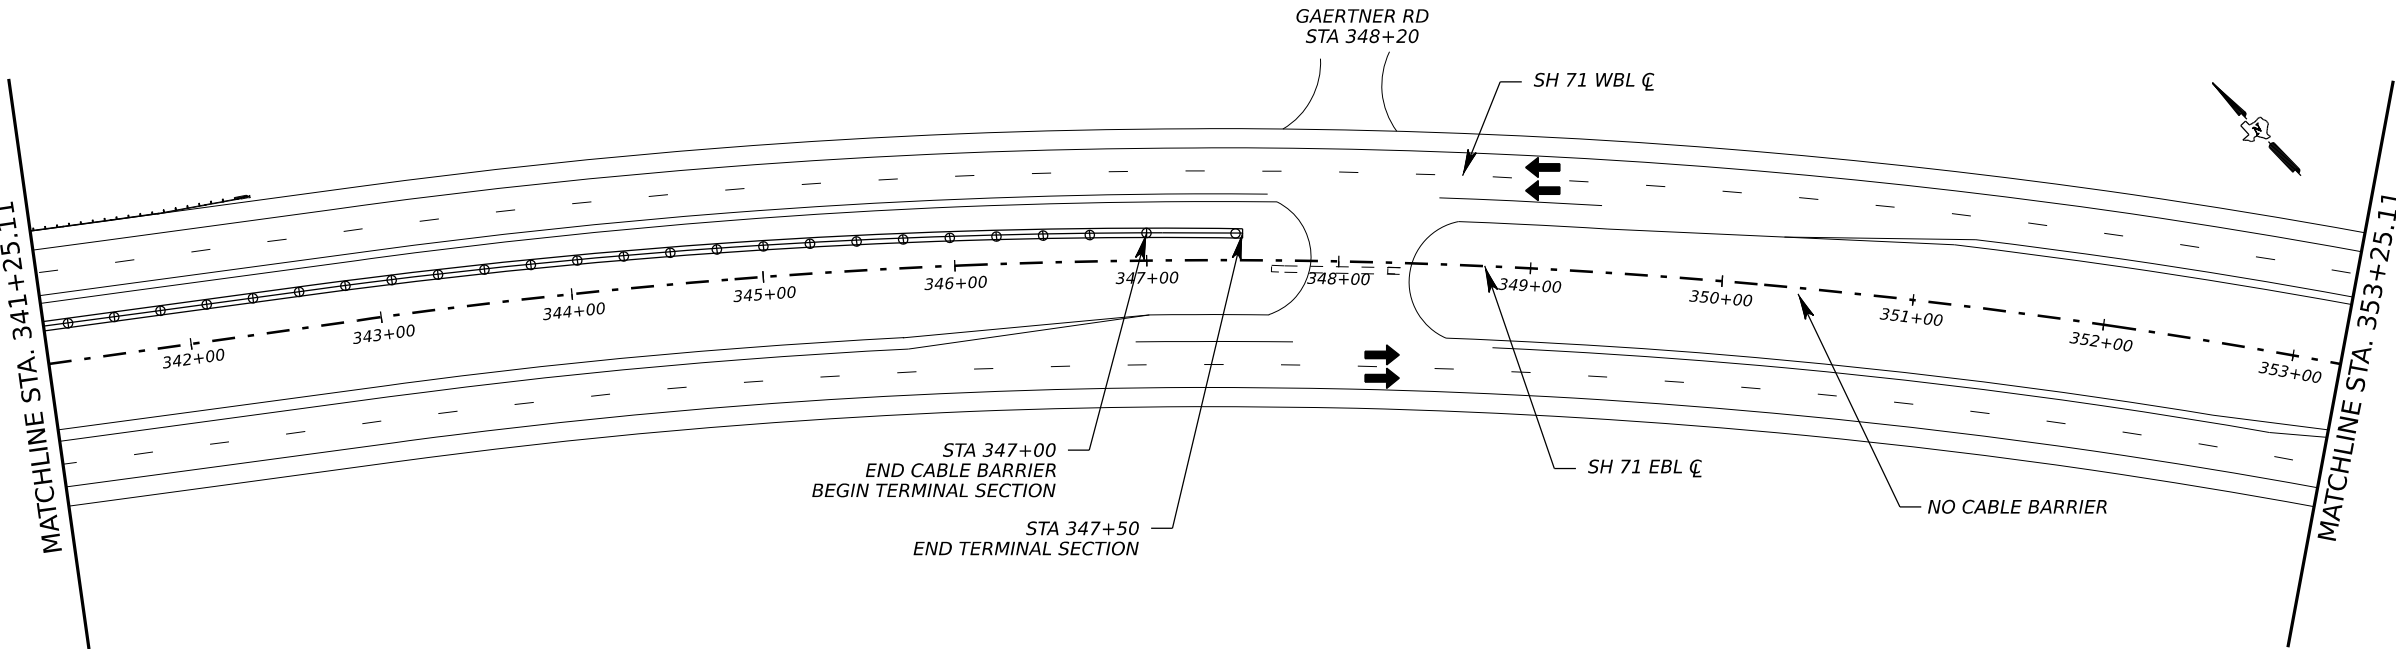 GAERTNER RD
STA 348+20
SH 71 WBL ℄
N
MATCHLINE STA. 341+25.11
342+00
343+00
344+00
345+00
346+00
347+00
348+00
349+00
350+00
351+00
352+00
353+00
MATCHLINE STA. 353+25.11
STA 347+00
END CABLE BARRIER
BEGIN TERMINAL SECTION
STA 347+50
END TERMINAL SECTION
SH 71 EBL ℄
NO CABLE BARRIER